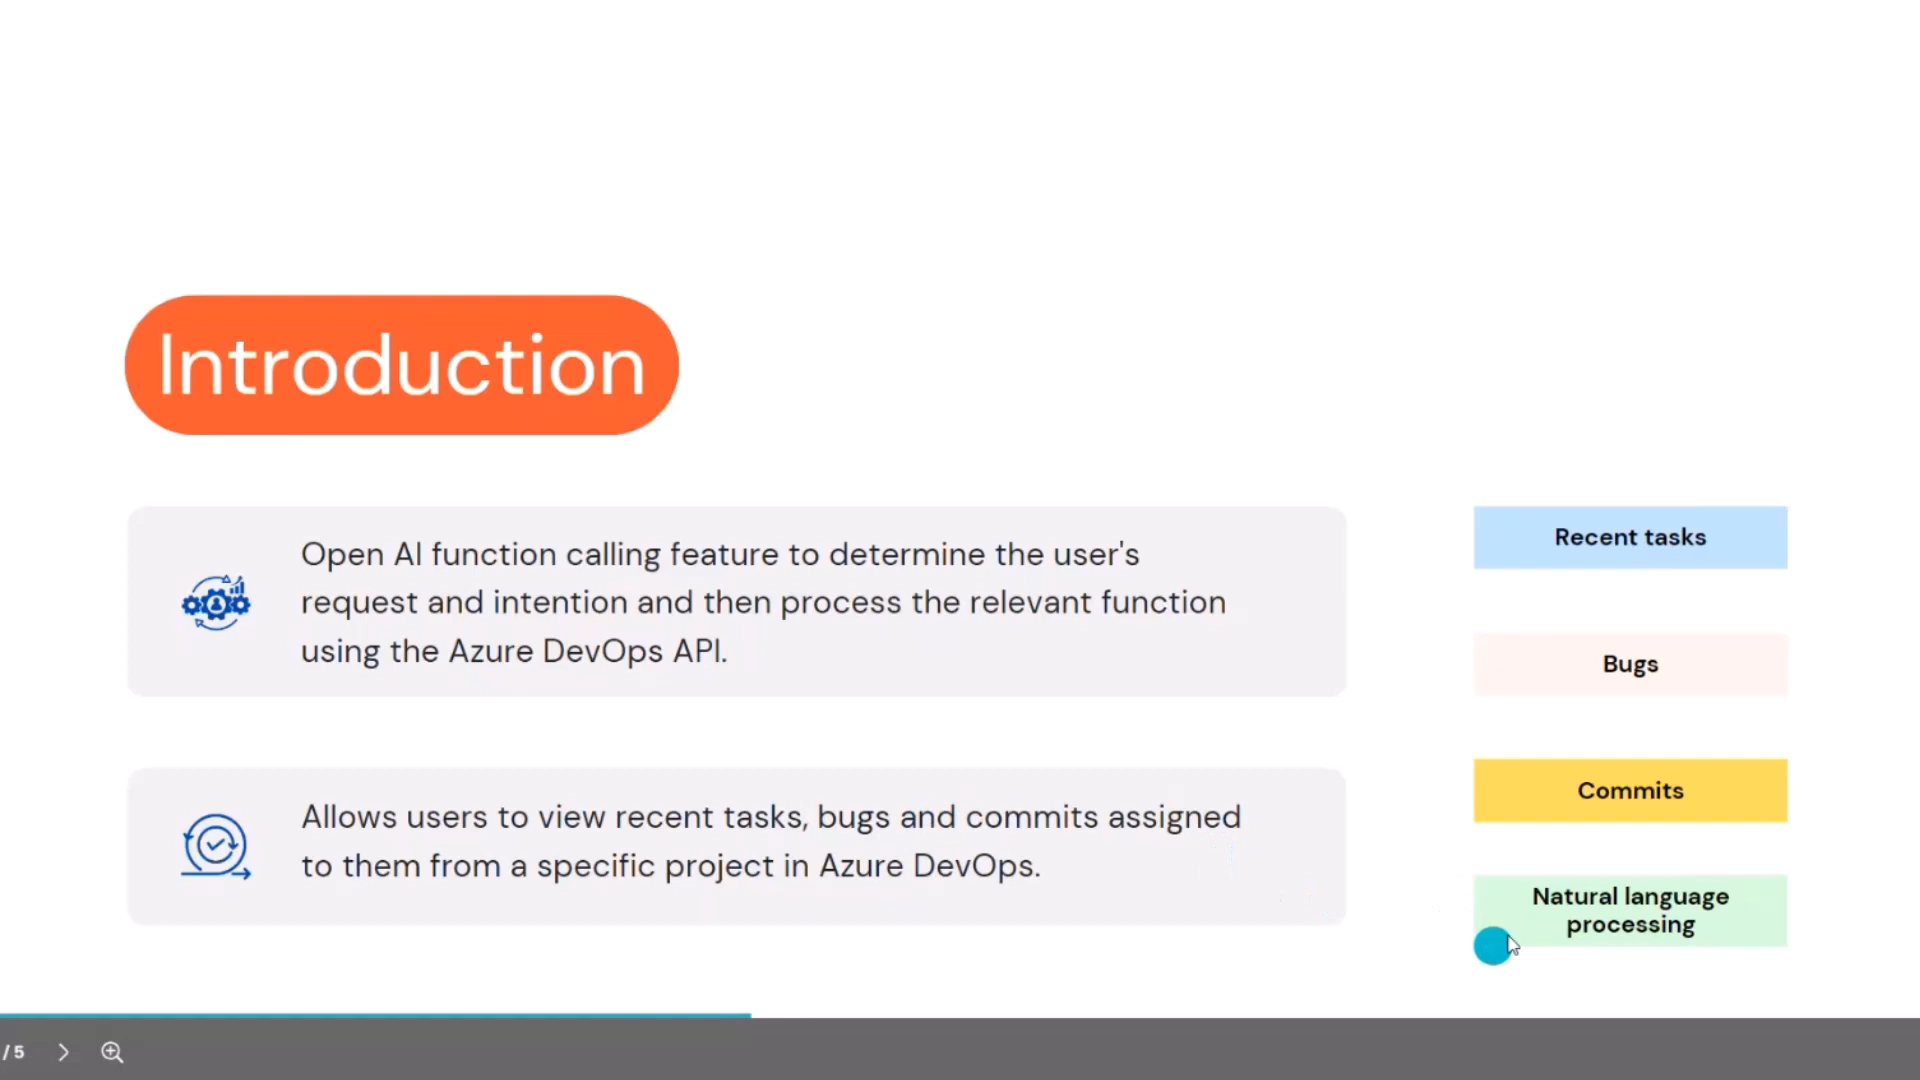 Introduction
Open AI function calling feature to determine the user's
request and intention and then process the relevant function
using the Azure DevOps API.
Allows users to view recent tasks, bugs and commits assigned
to them from a specific project in Azure DevOps.
Recent tasks
Bugs
Commits
Natural language
processing
/ 5